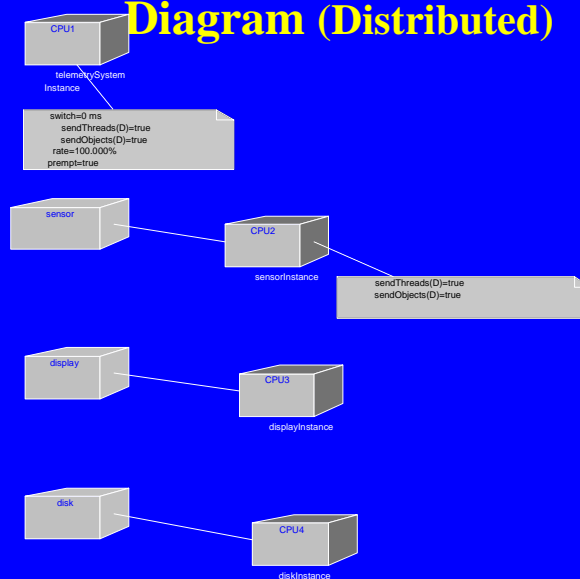 Diagram (Distributed)
CPU1
telemetrySystem
Instance
switch=0 ms
sendThreads(D)=true
sendObjects(D)=true
rate=100.000%
prempt=true
sensor
CPU2
sensorInstance
sendThreads(D)=true
sendObjects(D)=true
display
CPU3
displayInstance
disk
CPU4
diskInstance